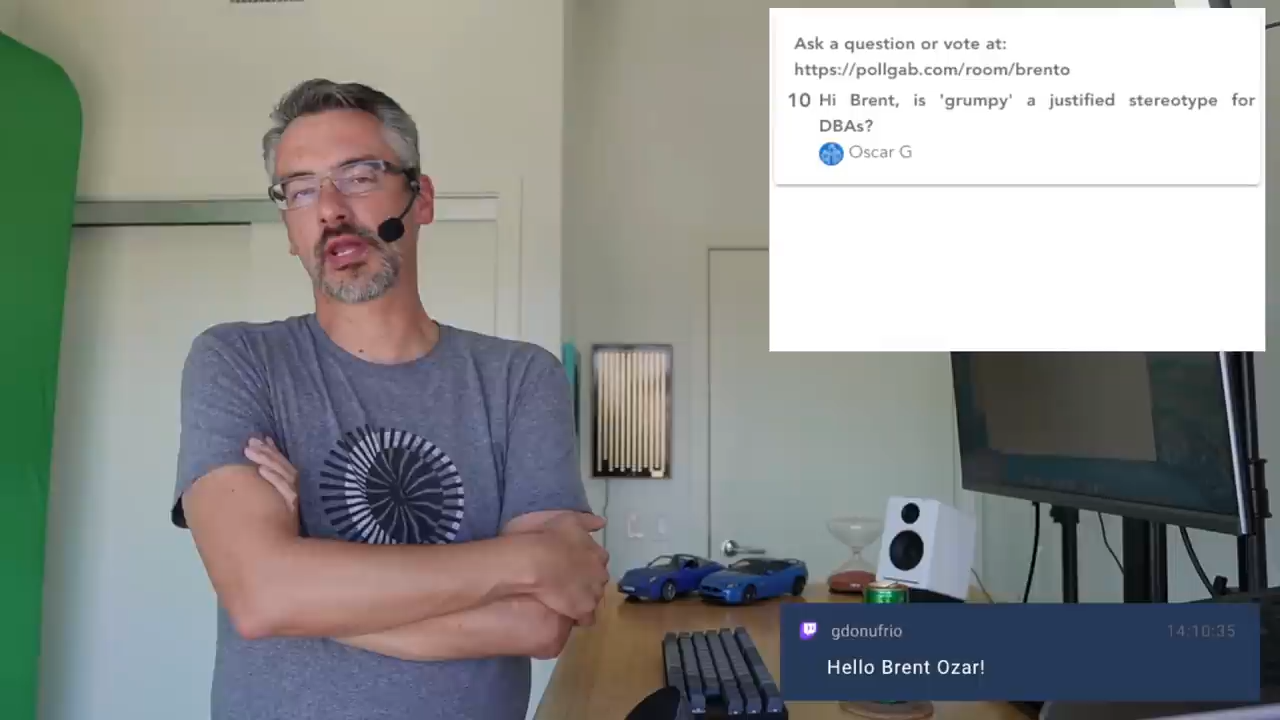 Ask a question or vote at:
https://pollgab.com/room/brento
10 Hi Brent, is 'grumpy' a justified stereotype for
DBAs?
Oscar G
gdonufrio 14:10:35
Hello Brent Ozar!